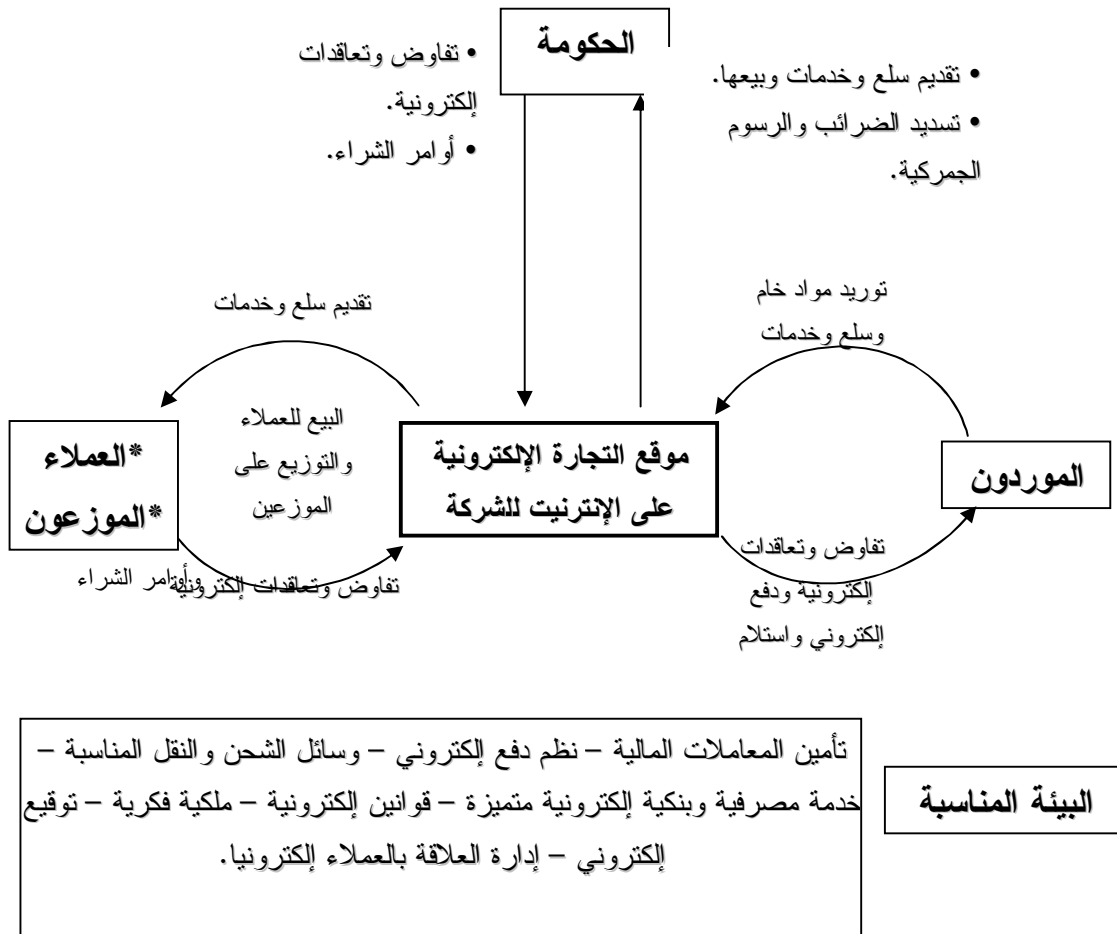 الحكومة
• تفاوض وتعاقدات
إلكترونية.
• أوامر الشراء.
• تقديم سلع وخدمات وبيعها.
• تسديد الضرائب والرسوم
الجمركية.
توريد مواد خام
وسلع وخدمات
تقديم سلع وخدمات
البيع للعملاء
والتوزيع على
الموزعين
موقع التجارة الإلكترونية
على الإنترنيت للشركة
الموردون
*العملاء
*الموزعون
تفاوض وتعاقدات
إلكترونية ودفع
إلكتروني واستلام
تفاوض وتعاقدات إلكترونية
وأوامر الشراء
البيئة المناسبة
تأمين المعاملات المالية – نظم دفع إلكتروني – وسائل الشحن والنقل المناسبة –
خدمة مصرفية وبنكية إلكترونية متميزة – قوانين إلكترونية – ملكية فكرية – توقيع
إلكتروني – إدارة العلاقة بالعملاء إلكترونيا.